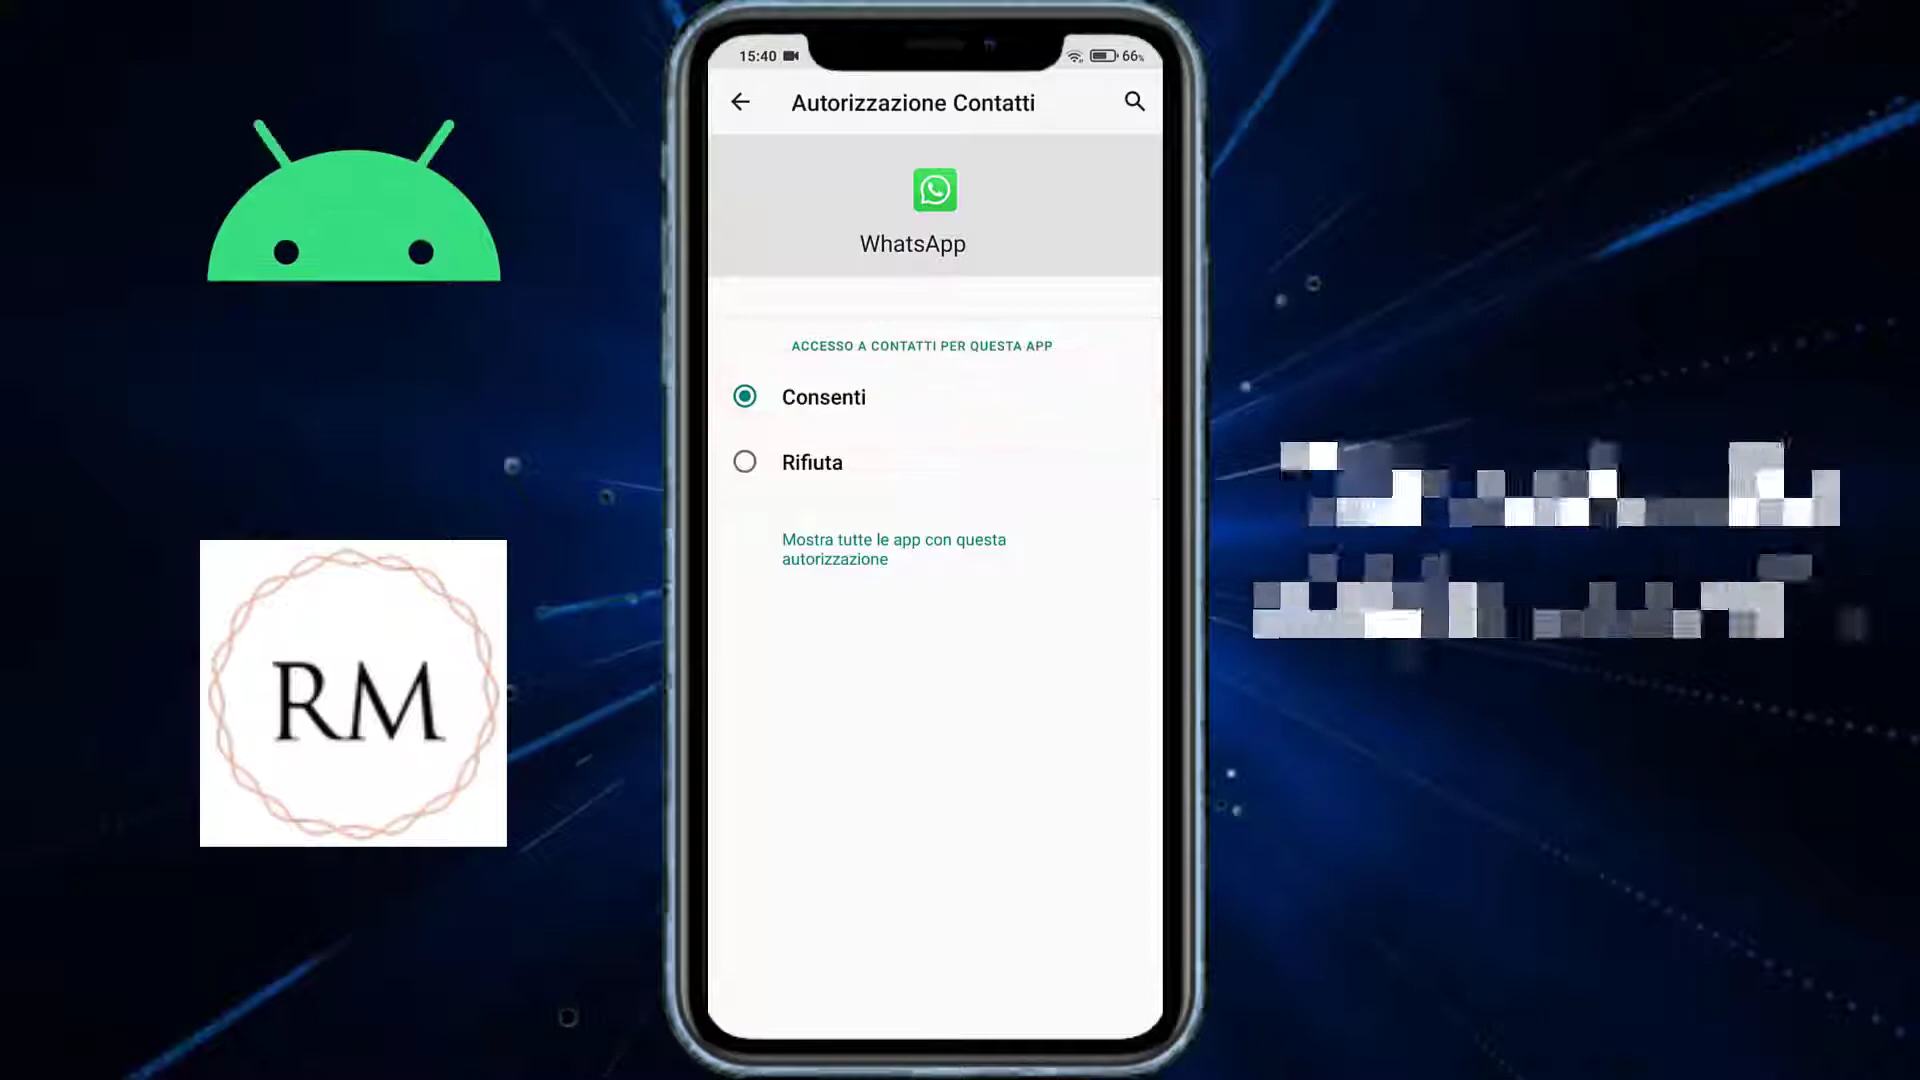 15:40
66%
Autorizzazione Contatti
WhatsApp
ACCESSO A CONTATTI PER QUESTA APP
Consenti
Rifiuta
Mostra tutte le app con questa
autorizzazione
RM